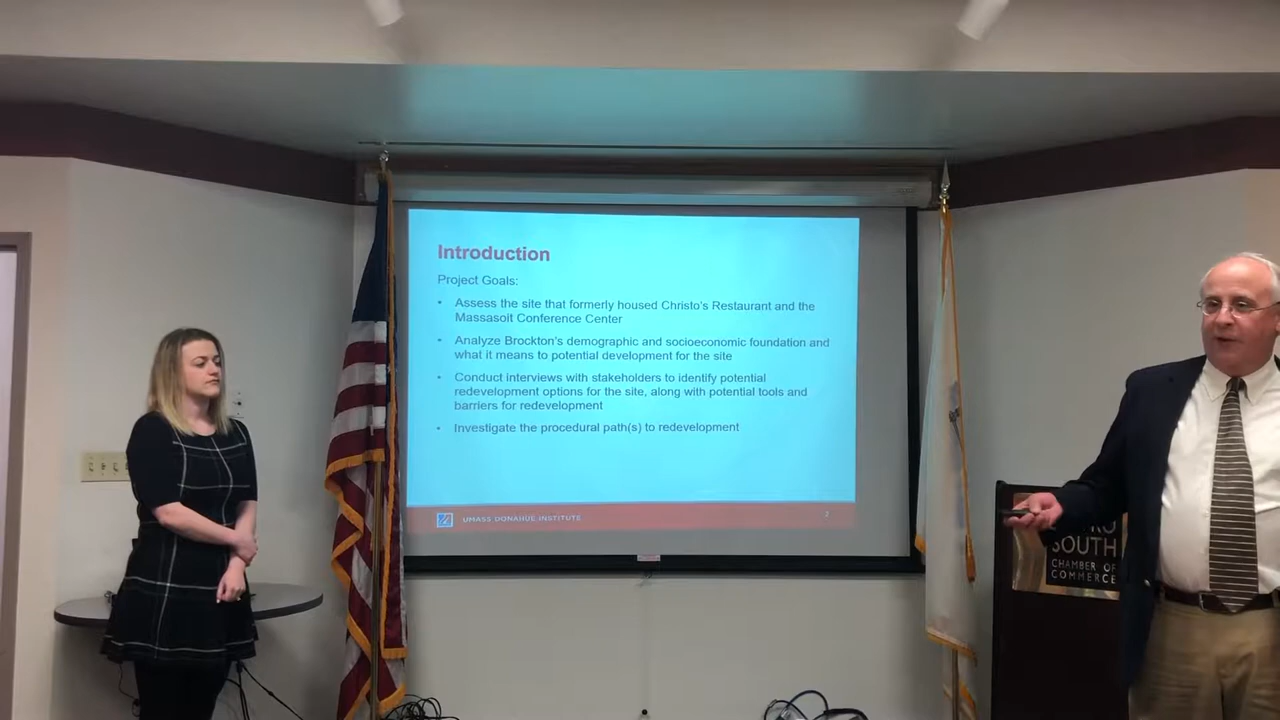 Introduction
Project Goals:
• Assess the site that formerly housed Christo's Restaurant and the
Massasoit Conference Center
• Analyze Brockton's demographic and socioeconomic foundation and
what it means to potential development for the site
• Conduct interviews with stakeholders to identify potential
redevelopment options for the site, along with potential tools and
barriers for redevelopment
• Investigate the procedural path(s) to redevelopment
UMASS DONAHUE INSTITUTE
2
SOUTH
CHAMBER OF
COMMERCE